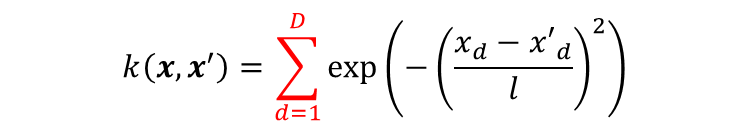 k(𝒙, 𝒙′) = ∑_{d=1}^{D} exp(−((x_d − x′_d)/l)^2)